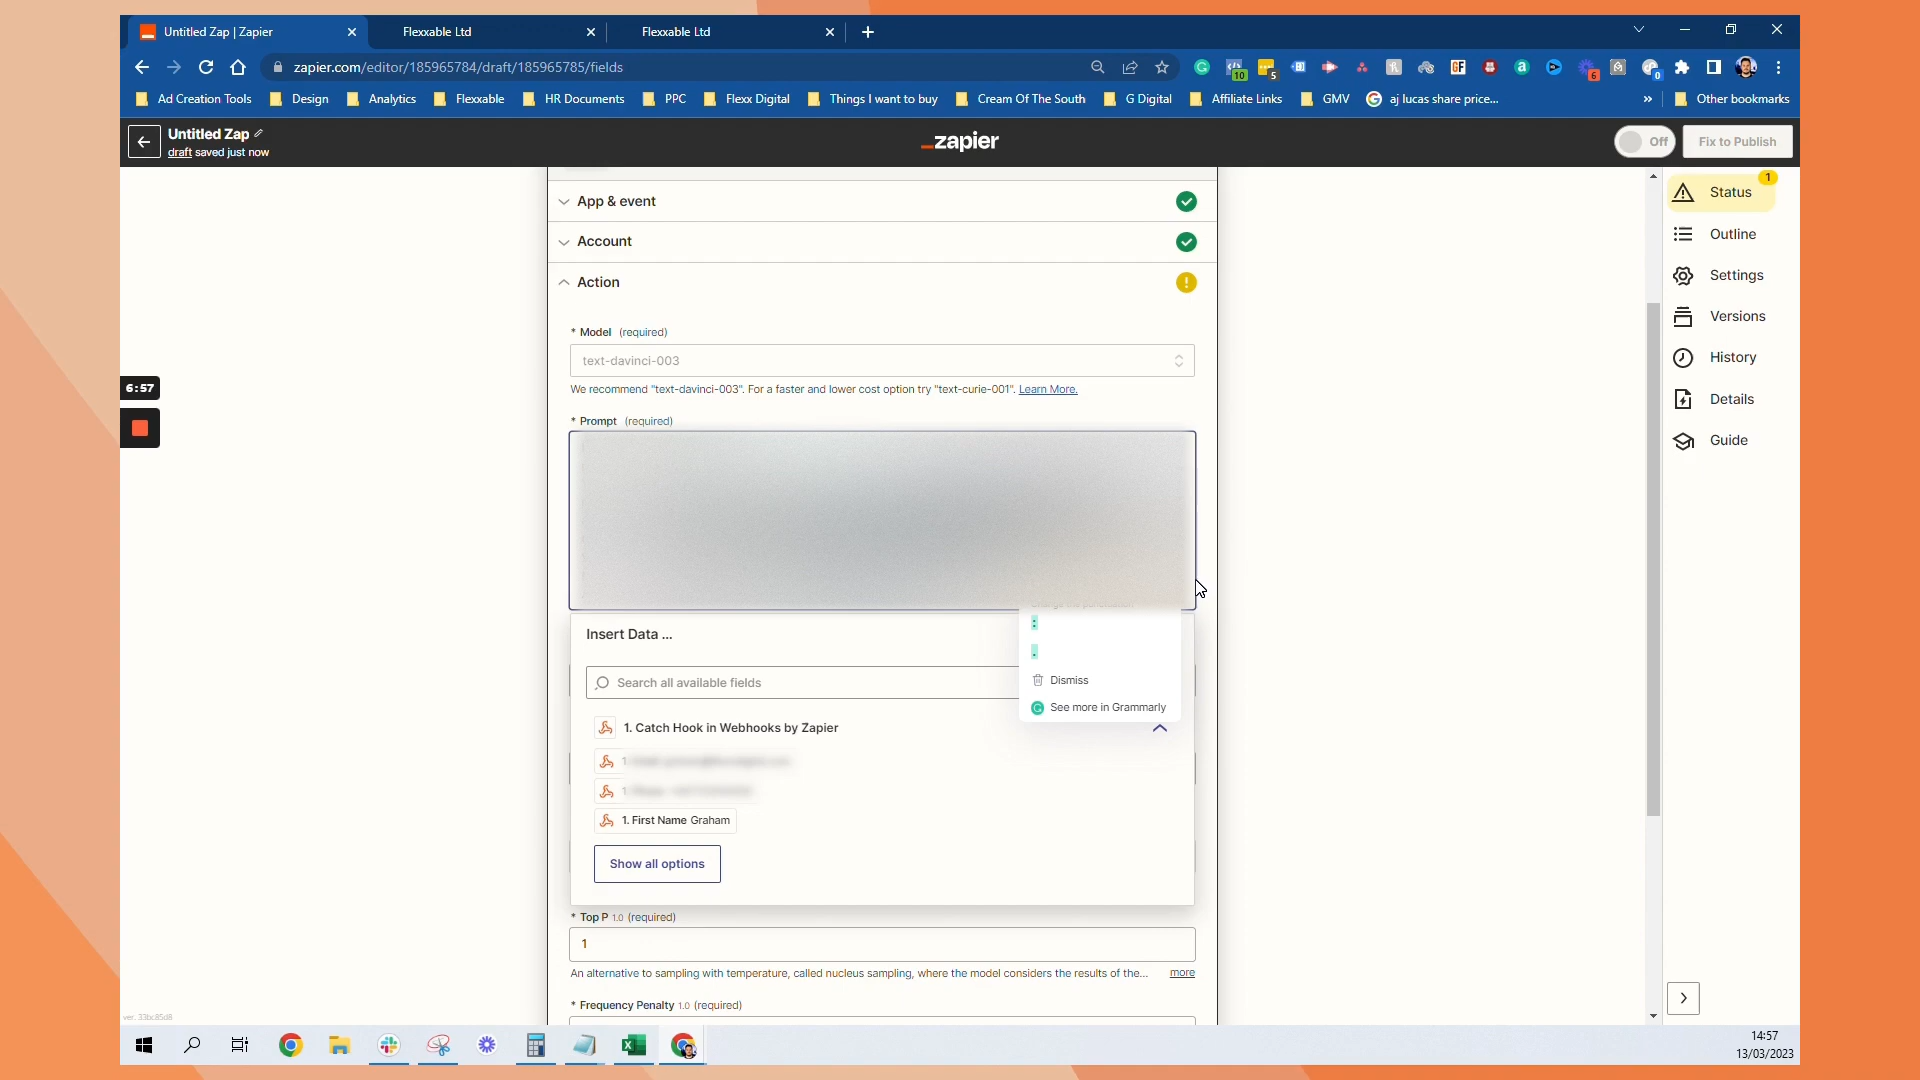 Untitled Zap | Zapier
Flexxable Ltd
Flexxable Ltd
zapier.com/editor/185965784/draft/185965785/fields
10
5
6
0
Ad Creation Tools
Design
Analytics
Flexxable
HR Documents
PPC
Flexx Digital
Things I want to buy
Cream Of The South
G Digital
Affiliate Links
GMV
aj lucas share price...
»
Other bookmarks
Untitled Zap
draft saved just now
_zapier
Off
Fix to Publish
App & event
Account
Action
* Model (required)
text-davinci-003
We recommend "text-davinci-003". For a faster and lower cost option try "text-curie-001". Learn More.
* Prompt (required)
Insert Data ...
Search all available fields
:
.
Dismiss
See more in Grammarly
1. Catch Hook in Webhooks by Zapier
1. First Name Graham
Show all options
* Top P 1.0 (required)
1
An alternative to sampling with temperature, called nucleus sampling, where the model considers the results of the...
more
* Frequency Penalty 1.0 (required)
1
Status
Outline
Settings
Versions
History
Details
Guide
6:57
ver. 33bc85d8
14:57
13/03/2023